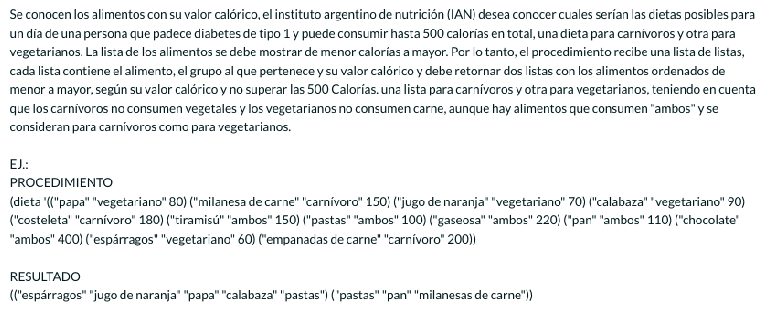 Se conocen los alimentos con su valor calórico, el instituto argentino de nutrición (IAN) desea conocer cuales serían las dietas posibles para
un día de una persona que padece diabetes de tipo 1 y puede consumir hasta 500 calorías en total, una dieta para carnívoros y otra para
vegetarianos. La lista de los alimentos se debe mostrar de menor calorías a mayor. Por lo tanto, el procedimiento recibe una lista de listas,
cada lista contiene el alimento, el grupo al que pertenece y su valor calórico y debe retornar dos listas con los alimentos ordenados de
menor a mayor, según su valor calórico y no superar las 500 Calorías. una lista para carnívoros y otra para vegetarianos, teniendo en cuenta
que los carnívoros no consumen vegetales y los vegetarianos no consumen carne, aunque hay alimentos que consumen "ambos" y se
consideran para carnívoros como para vegetarianos.
EJ.:
PROCEDIMIENTO
(dieta '(("papa" "vegetariano" 80) ("milanesa de carne" "carnívoro" 150) ("jugo de naranja" "vegetariano" 70) ("calabaza" "vegetariano" 90)
("costeleta" "carnívoro" 180) ("tiramisú" "ambos" 150) ("pastas" "ambos" 100) ("gaseosa" "ambos" 220) ("pan" "ambos" 110) ("chocolate"
"ambos" 400) ("espárragos" "vegetariano" 60) ("empanadas de carne" "carnívoro" 200))
RESULTADO
(("espárragos" "jugo de naranja" "papa" "calabaza" "pastas") ("pastas" "pan" "milanesas de carne"))